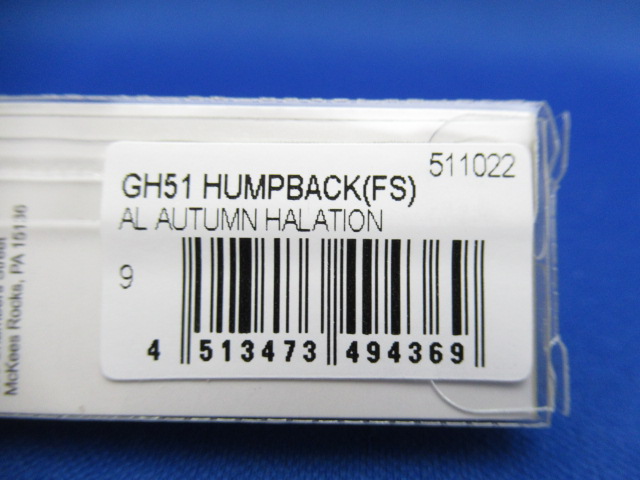 511022
GH51 HUMPBACK(FS)
AL AUTUMN HALATION
9
4 513473 494369
McKees Rocks, PA 15136